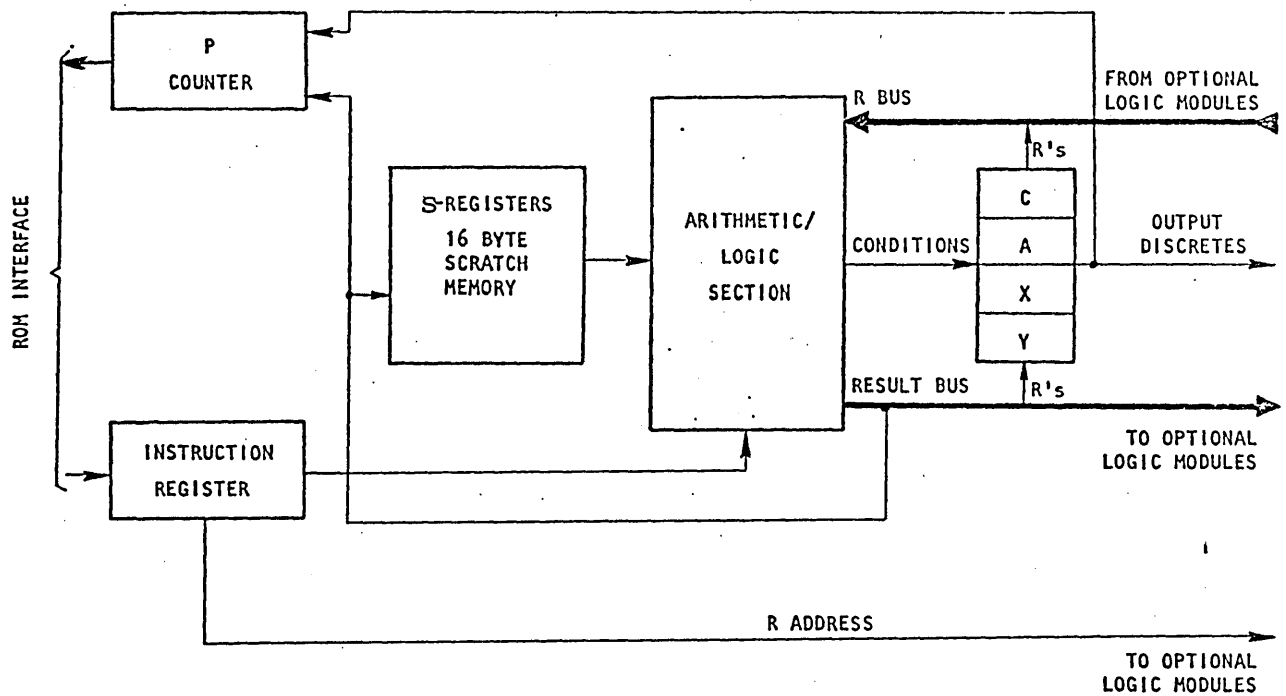 P
COUNTER
FROM OPTIONAL
LOGIC MODULES
R BUS
R's
ROM INTERFACE
S-REGISTERS
16 BYTE
SCRATCH
MEMORY
ARITHMETIC/
LOGIC
SECTION
CONDITIONS
C
A
X
Y
OUTPUT
DISCRETES
RESULT BUS
R's
TO OPTIONAL
LOGIC MODULES
INSTRUCTION
REGISTER
R ADDRESS
TO OPTIONAL
LOGIC MODULES